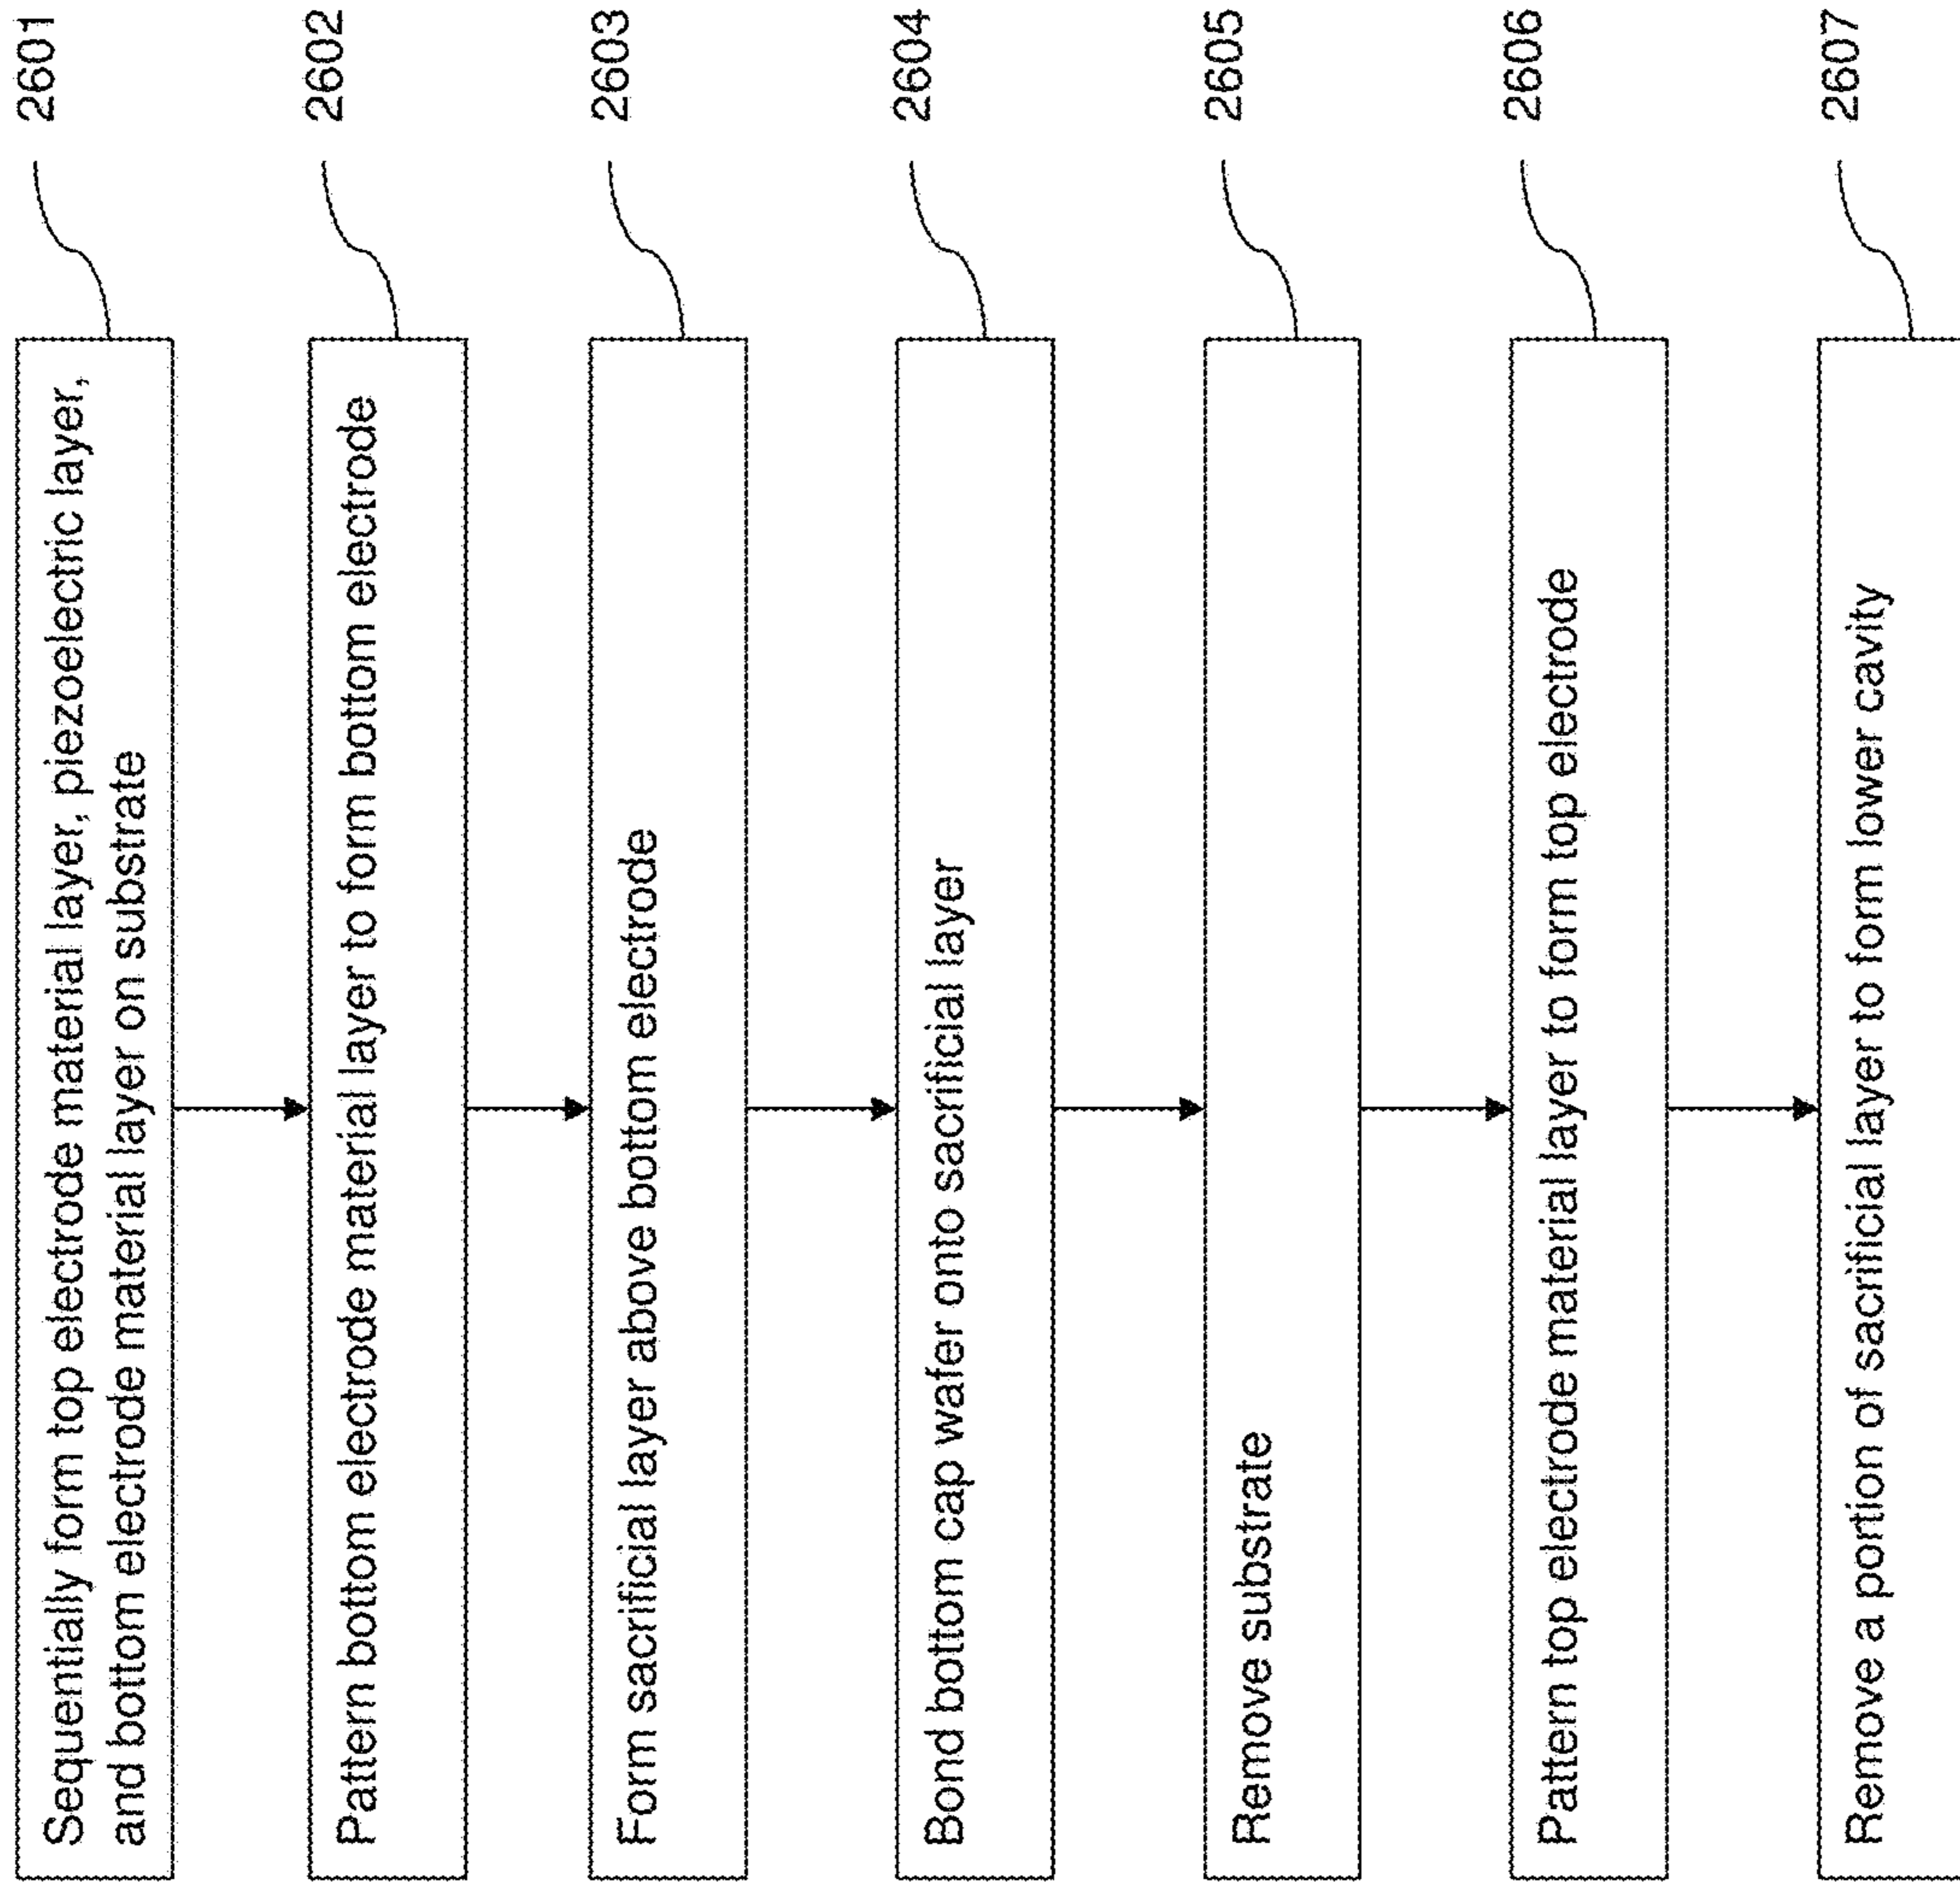 2601
Sequentially form top electrode material layer, piezoelectric layer,
and bottom electrode material layer on substrate
2602
Pattern bottom electrode material layer to form bottom electrode
2603
Form sacrificial layer above bottom electrode
2604
Bond bottom cap wafer onto sacrificial layer
2605
Remove substrate
2606
Pattern top electrode material layer to form top electrode
2607
Remove a portion of sacrificial layer to form lower cavity